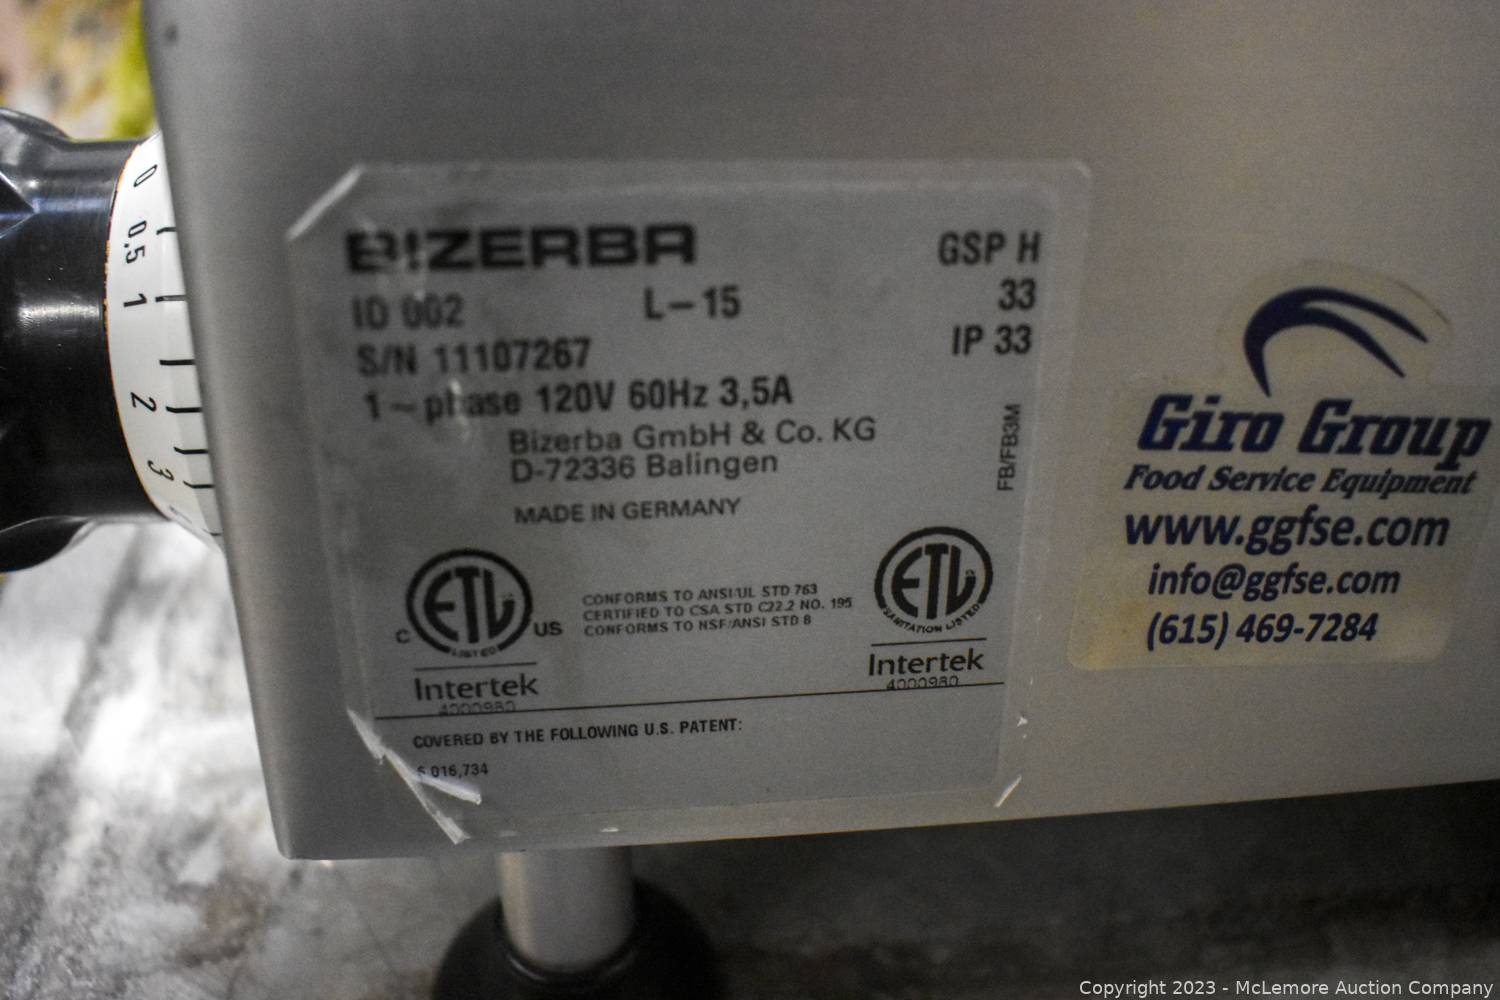 0
0,5
1
2
3
BIZERBA
GSP H
ID 002
L-15
33
S/N 11107267
IP 33
1~phase 120V 60Hz 3,5A
Bizerba GmbH & Co. KG
D-72336 Balingen
MADE IN GERMANY
FB/FB3M
C
ETL
LISTED
US
Intertek
4000980
CONFORMS TO ANSI/UL STD 763
CERTIFIED TO CSA STD C22.2 NO. 195
CONFORMS TO NSF/ANSI STD 8
ETL
SANITATION LISTED
Intertek
4000980
COVERED BY THE FOLLOWING U.S. PATENT:
6,016,734
Giro Group
Food Service Equipment
www.ggfse.com
info@ggfse.com
(615) 469-7284
Copyright 2023 - McLemore Auction Company